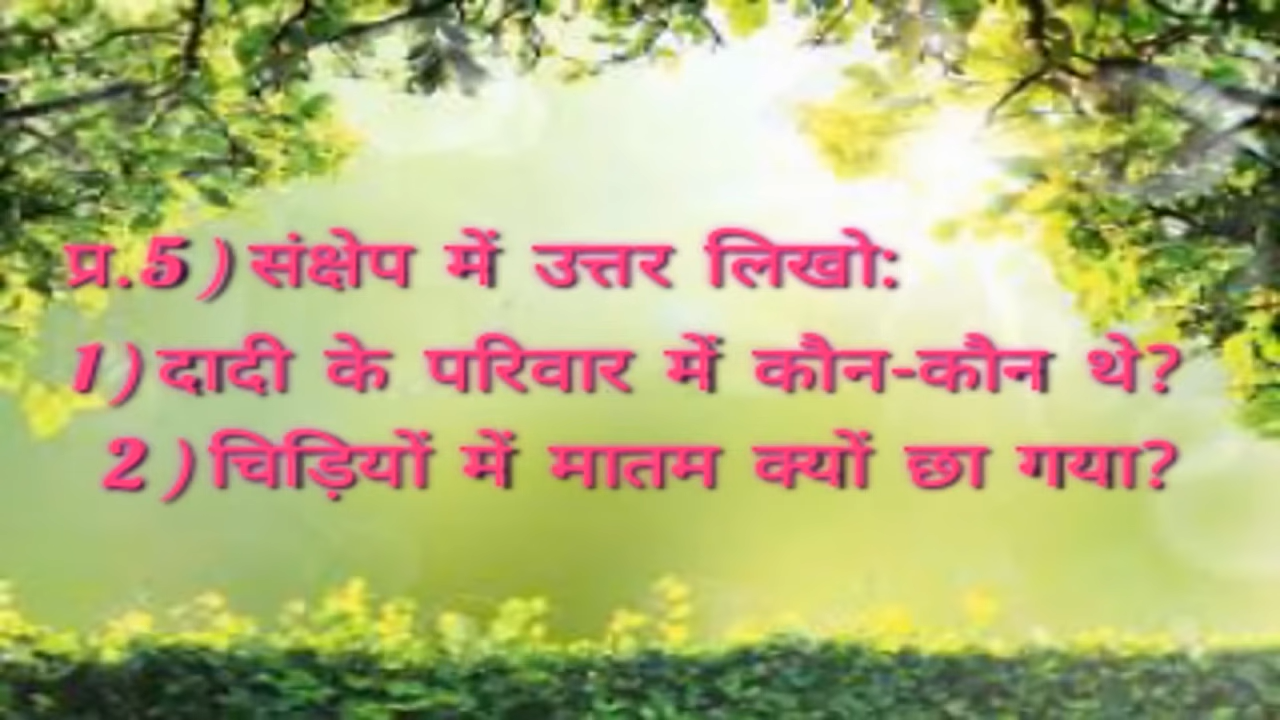 प्र.5) संक्षेप में उत्तर लिखो:
1) दादी के परिवार में कौन-कौन थे?
2) चिड़ियों में मातम क्यों छा गया?